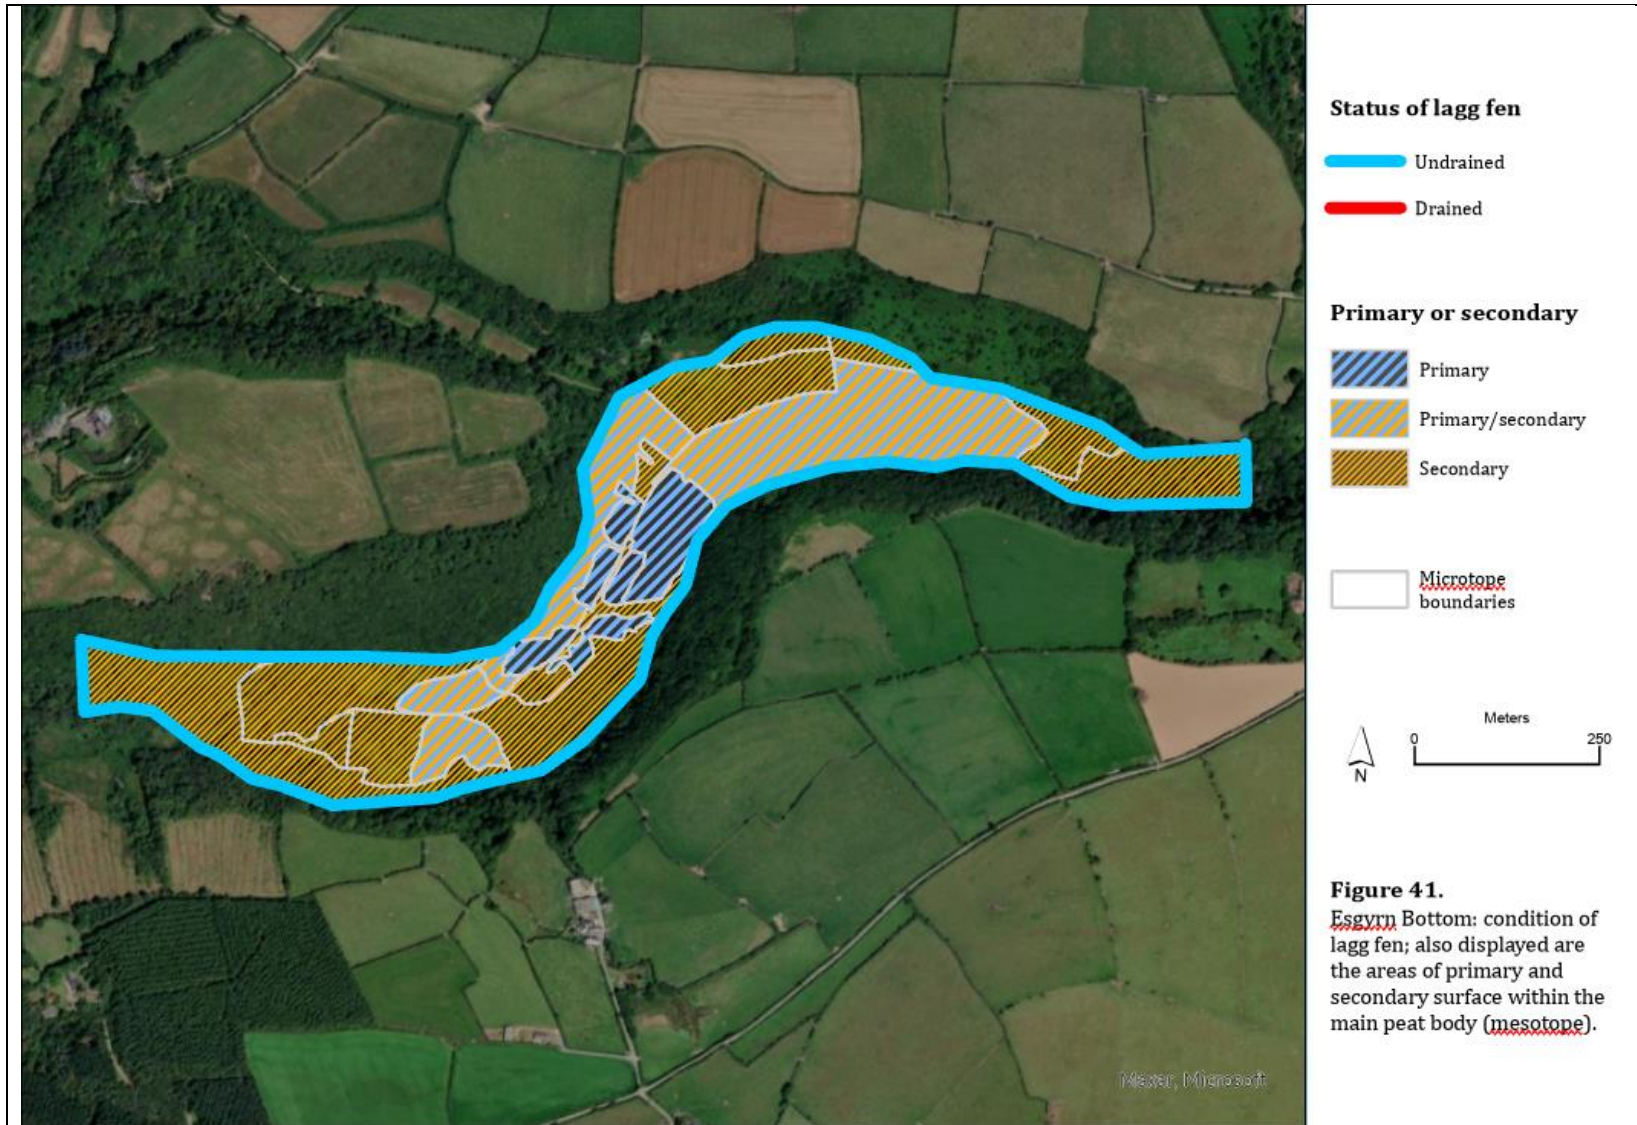 Status of lagg fen
Undrained
Drained
Primary or secondary
Primary
Primary/secondary
Secondary
Microtope
boundaries
Meters
0 250
N
Figure 41.
Esgyrn Bottom: condition of
lagg fen; also displayed are
the areas of primary and
secondary surface within the
main peat body (mesotope).
Maxar, Microsoft